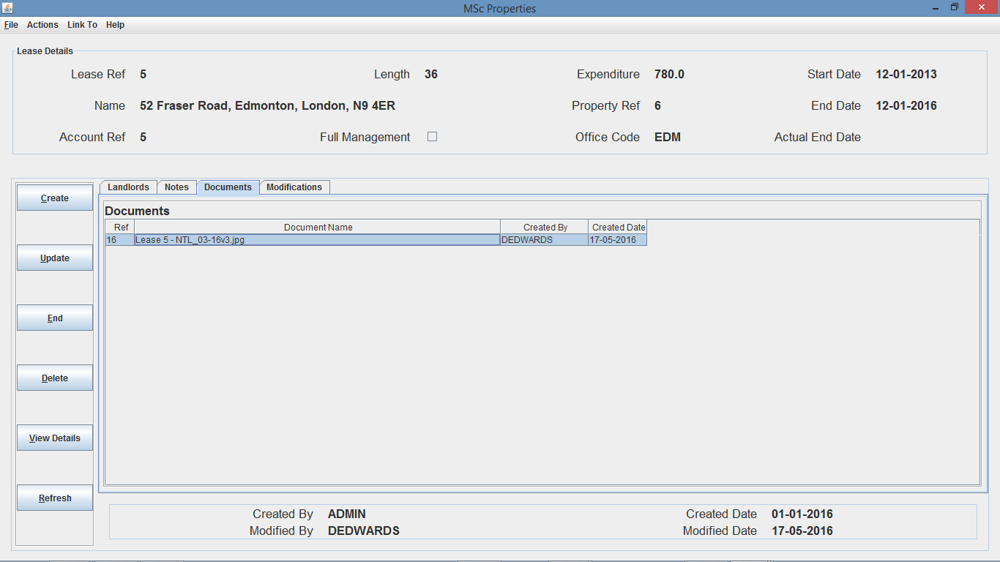 MSc Properties
File Actions Link To Help
Lease Details
Lease Ref 5 Length 36 Expenditure 780.0 Start Date 12-01-2013
Name 52 Fraser Road, Edmonton, London, N9 4ER Property Ref 6 End Date 12-01-2016
Account Ref 5 Full Management Office Code EDM Actual End Date
Landlords Notes Documents Modifications
Create
Update
End
Delete
View Details
Refresh
Documents
Ref Document Name Created By Created Date
16 Lease 5 - NTL_03-16v3.jpg DEDWARDS 17-05-2016
Created By ADMIN Created Date 01-01-2016
Modified By DEDWARDS Modified Date 17-05-2016